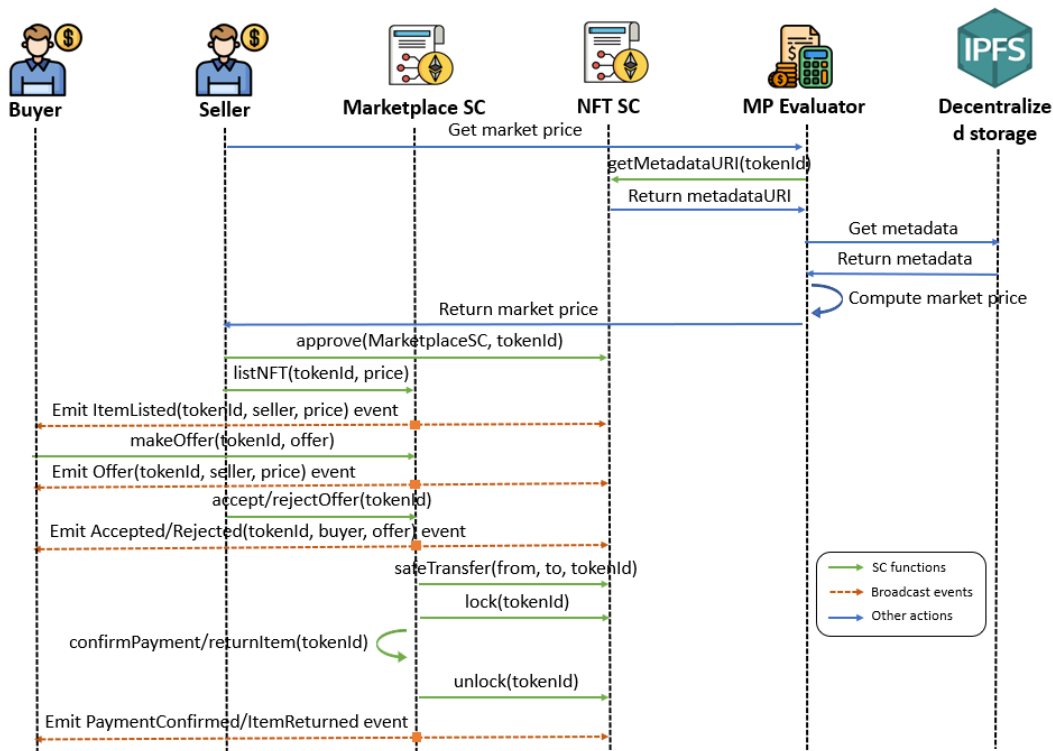 IPFS
Buyer
Seller
Marketplace SC
NFT SC
MP Evaluator
Decentralize
d storage
Get market price
getMetadataURI(tokenId)
Return metadataURI
Get metadata
Return metadata
Compute market price
Return market price
approve(MarketplaceSC, tokenId)
listNFT(tokenId, price)
Emit ItemListed(tokenId, seller, price) event
makeOffer(tokenId, offer)
Emit Offer(tokenId, seller, price) event
accept/rejectOffer(tokenId)
Emit Accepted/Rejected(tokenId, buyer, offer) event
safeTransfer(from, to, tokenId)
lock(tokenId)
confirmPayment/returnItem(tokenId)
unlock(tokenId)
Emit PaymentConfirmed/ItemReturned event
SC functions
Broadcast events
Other actions